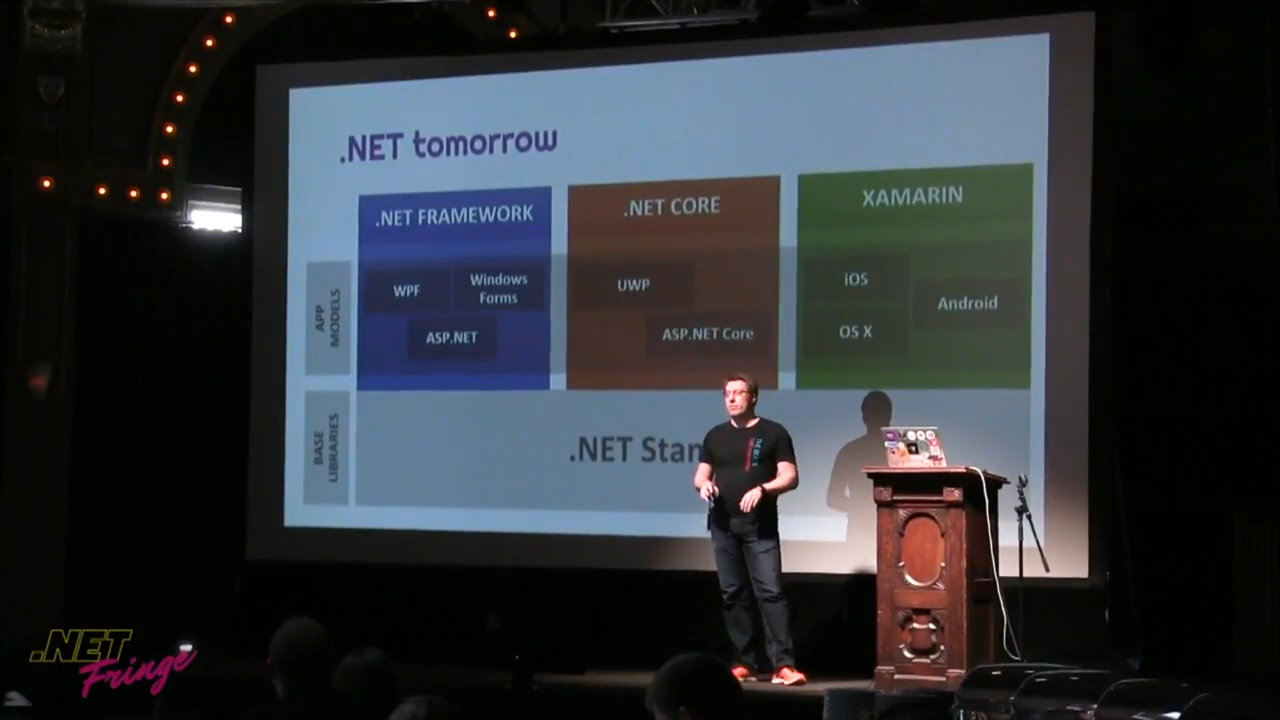 .NET tomorrow
.NET FRAMEWORK
WPF
Windows
Forms
ASP.NET
.NET CORE
UWP
ASP.NET Core
XAMARIN
iOS
Android
OS X
APP
MODELS
BASE
LIBRARIES
.NET Stan
.NET
Fringe